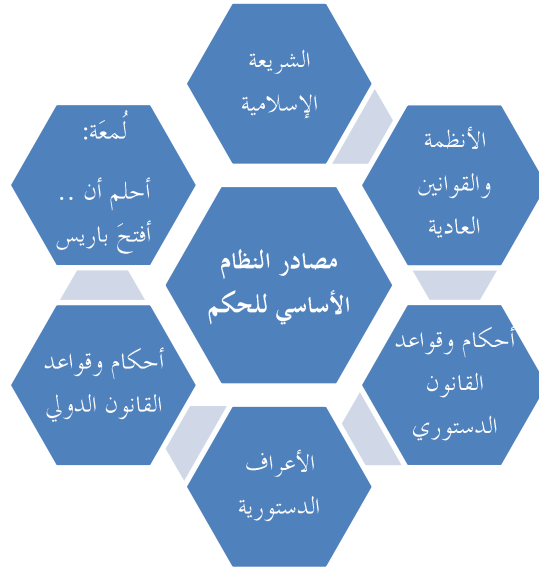 الشريعة
الإسلامية
الأنظمة
والقوانين
العادية
أحكام وقواعد
القانون
الدستوري
الأعراف
الدستورية
أحكام وقواعد
القانون الدولي
لُمعَة:
أحلم أن ..
أفتحَ باريس
مصادر النظام
الأساسي للحكم